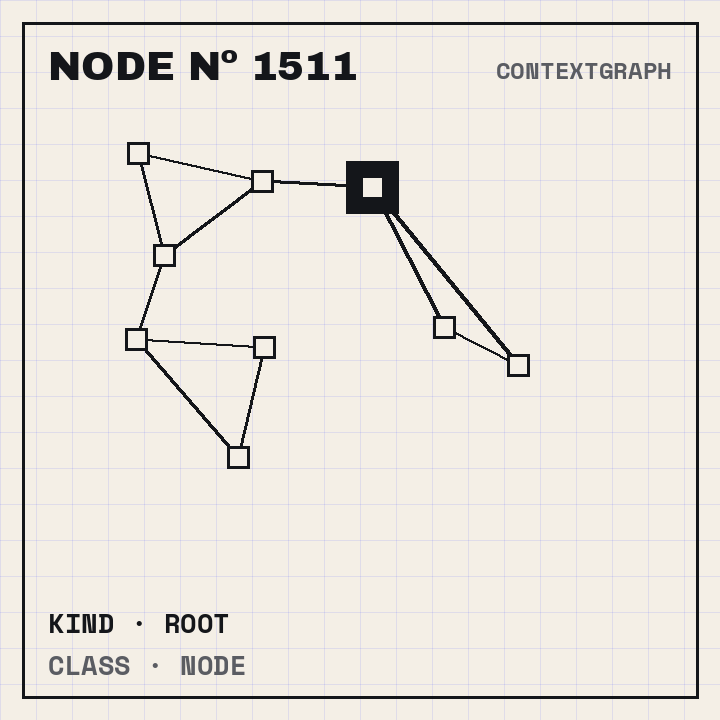 NODE Nº 1511
CONTEXTGRAPH
KIND · ROOT
CLASS · NODE